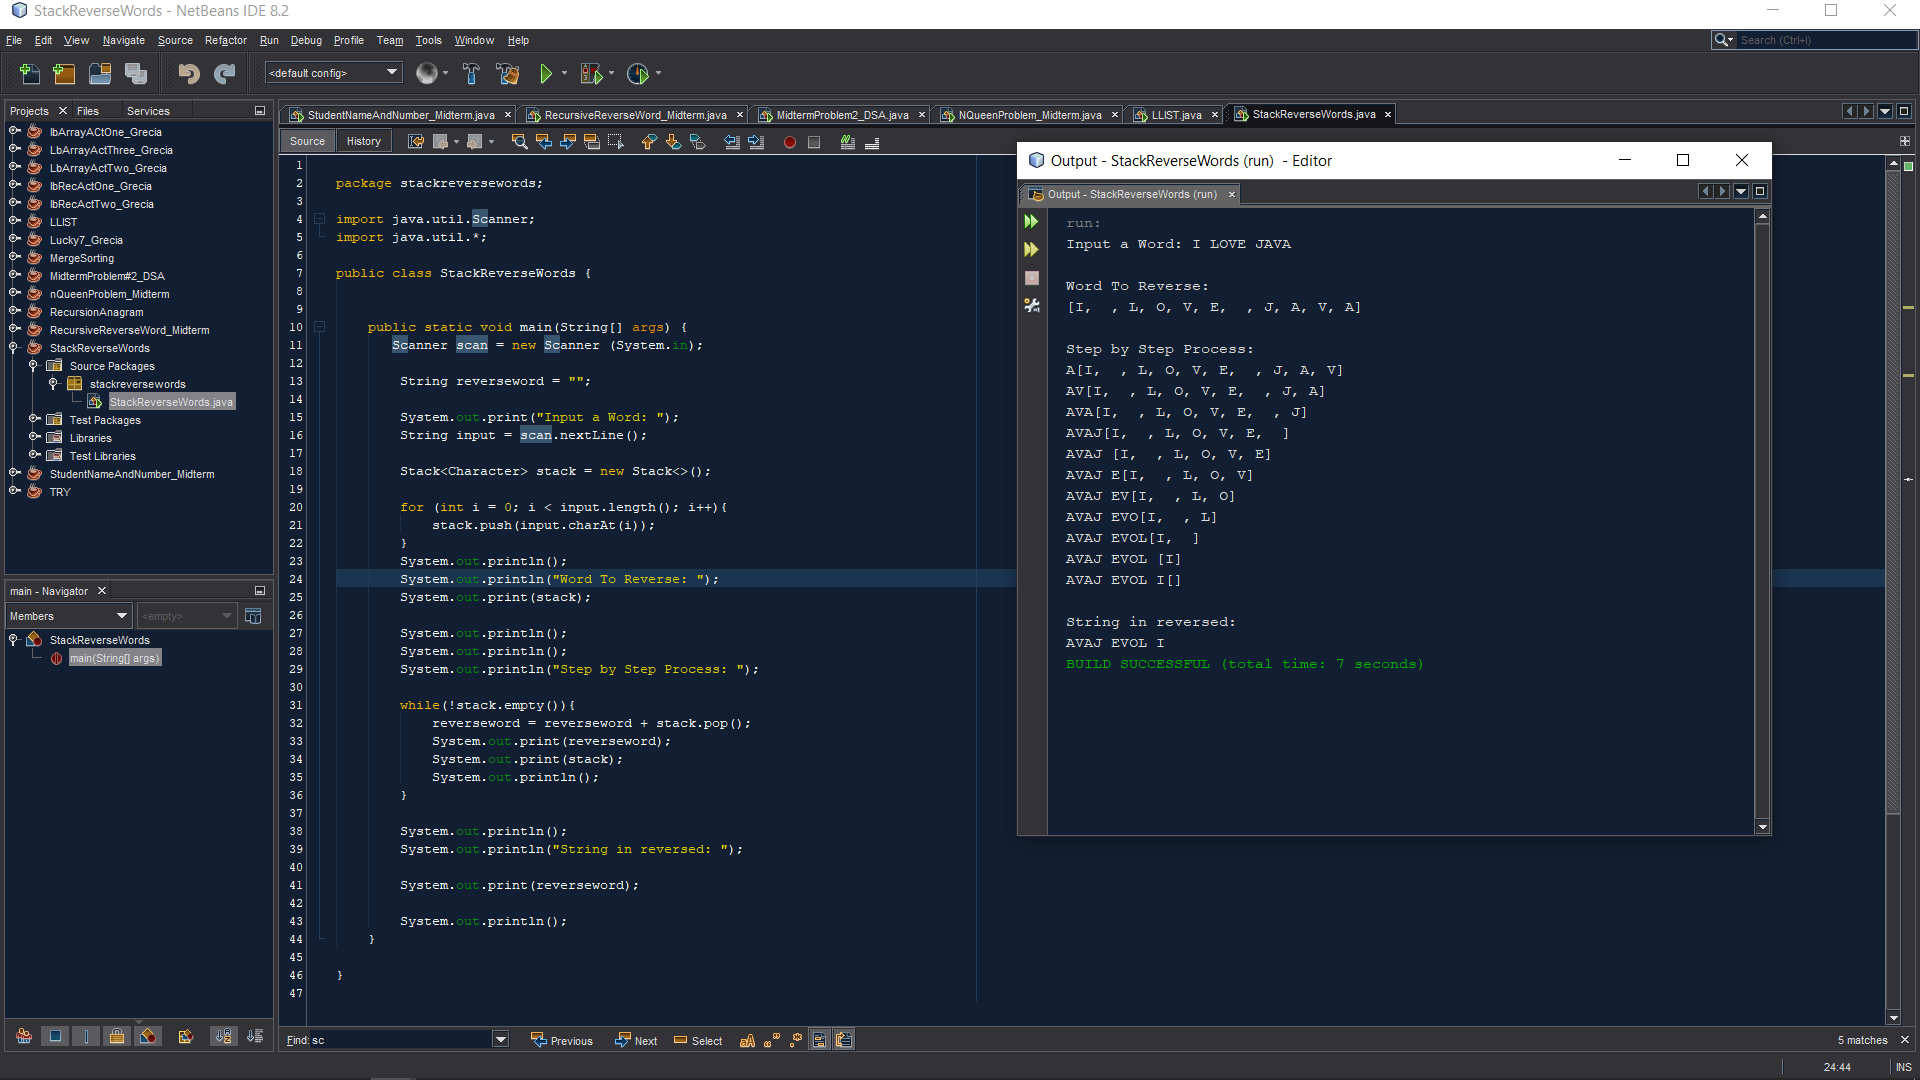 StackReverseWords - NetBeans IDE 8.2
File Edit View Navigate Source Refactor Run Debug Profile Team Tools Window Help
Search (Ctrl+I)
<default config>
Projects Files Services
lbArrayACtOne_Grecia
LbArrayActThree_Grecia
LbArrayActTwo_Grecia
lbRecActOne_Grecia
lbRecActTwo_Grecia
LLIST
Lucky7_Grecia
MergeSorting
MidtermProblem#2_DSA
nQueenProblem_Midterm
RecursionAnagram
RecursiveReverseWord_Midterm
StackReverseWords
Source Packages
stackreversewords
StackReverseWords.java
Test Packages
Libraries
Test Libraries
StudentNameAndNumber_Midterm
TRY
main - Navigator
Members <empty>
StackReverseWords
main(String[] args)
StudentNameAndNumber_Midterm.java RecursiveReverseWord_Midterm.java MidtermProblem2_DSA.java NQueenProblem_Midterm.java LLIST.java StackReverseWords.java
Source History
1
2 package stackreversewords;
3
4 import java.util.Scanner;
5 import java.util.*;
6
7 public class StackReverseWords {
8
9
10 public static void main(String[] args) {
11 Scanner scan = new Scanner (System.in);
12
13 String reverseword = "";
14
15 System.out.print("Input a Word: ");
16 String input = scan.nextLine();
17
18 Stack<Character> stack = new Stack<>();
19
20 for (int i = 0; i < input.length(); i++){
21 stack.push(input.charAt(i));
22 }
23 System.out.println();
24 System.out.println("Word To Reverse: ");
25 System.out.print(stack);
26
27 System.out.println();
28 System.out.println();
29 System.out.println("Step by Step Process: ");
30
31 while(!stack.empty()){
32 reverseword = reverseword + stack.pop();
33 System.out.print(reverseword);
34 System.out.print(stack);
35 System.out.println();
36 }
37
38 System.out.println();
39 System.out.println("String in reversed: ");
40
41 System.out.print(reverseword);
42
43 System.out.println();
44 }
45
46 }
47
Output - StackReverseWords (run) - Editor
Output - StackReverseWords (run)
run:
Input a Word: I LOVE JAVA
Word To Reverse:
[I,  , L, O, V, E,  , J, A, V, A]
Step by Step Process:
A[I,  , L, O, V, E,  , J, A, V]
AV[I,  , L, O, V, E,  , J, A]
AVA[I,  , L, O, V, E,  , J]
AVAJ[I,  , L, O, V, E,  ]
AVAJ [I,  , L, O, V, E]
AVAJ E[I,  , L, O, V]
AVAJ EV[I,  , L, O]
AVAJ EVO[I,  , L]
AVAJ EVOL[I,  ]
AVAJ EVOL [I]
AVAJ EVOL I[]
String in reversed:
AVAJ EVOL I
BUILD SUCCESSFUL (total time: 7 seconds)
Find: sc Previous Next Select 5 matches
24:44 INS